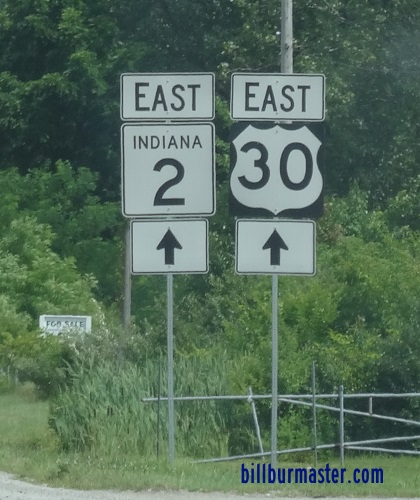 EAST
INDIANA
2
EAST
30
FOR SALE
billburmaster.com